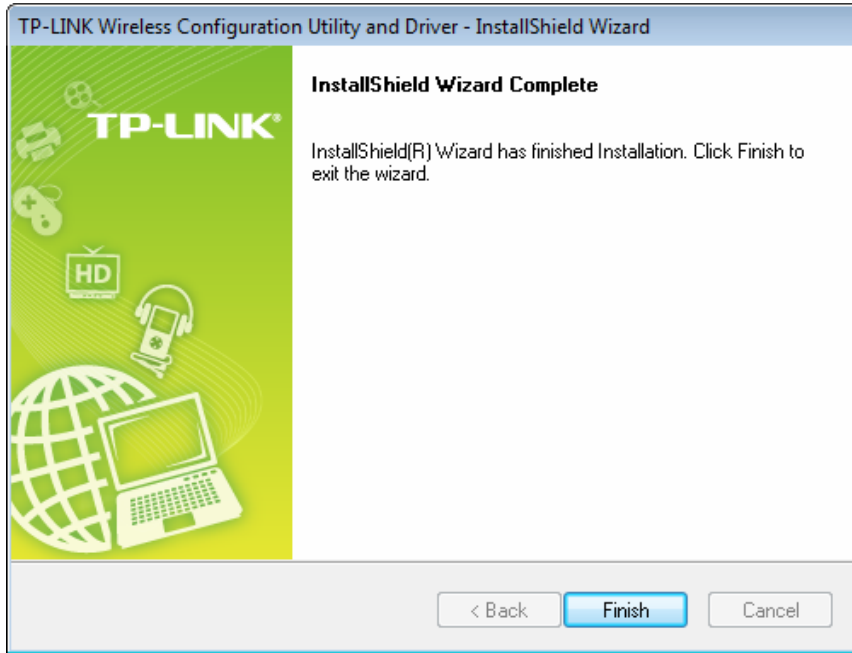 TP-LINK Wireless Configuration Utility and Driver - InstallShield Wizard
TP-LINK®
InstallShield Wizard Complete
InstallShield(R) Wizard has finished Installation. Click Finish to
exit the wizard.
HD
< Back
Finish
Cancel